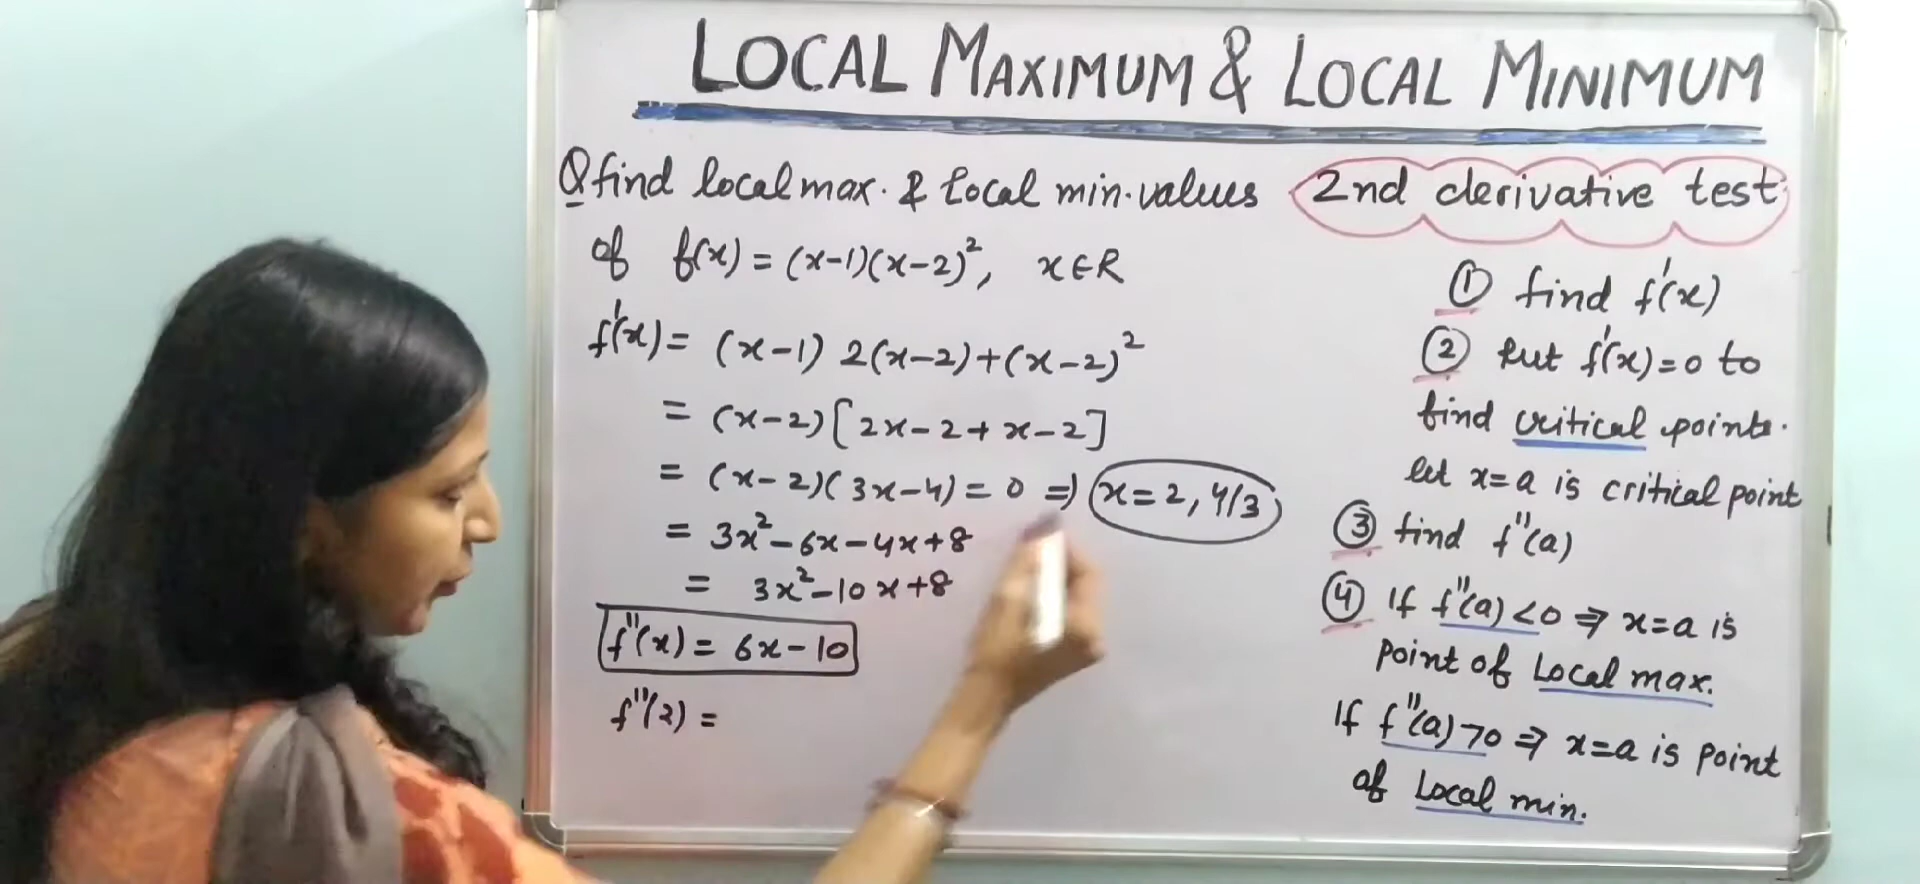 LOCAL MAXIMUM & LOCAL MINIMUM
Q find local max. & local min. values
of f(x) = (x-1)(x-2)², x∈R
f'(x) = (x-1) 2(x-2)+(x-2)²
= (x-2)[2x-2+x-2]
= (x-2)(3x-4) = 0 ⇒ x=2, 4/3
= 3x²-6x-4x+8
= 3x²-10x+8
f''(x) = 6x-10
f''(2) =
2nd derivative test
① find f'(x)
② Put f'(x)=0 to
find critical points.
let x=a is critical point
③ find f''(a)
④ If f''(a)<0 ⇒ x=a is
point of Local max.
If f''(a)>0 ⇒ x=a is point
of Local min.